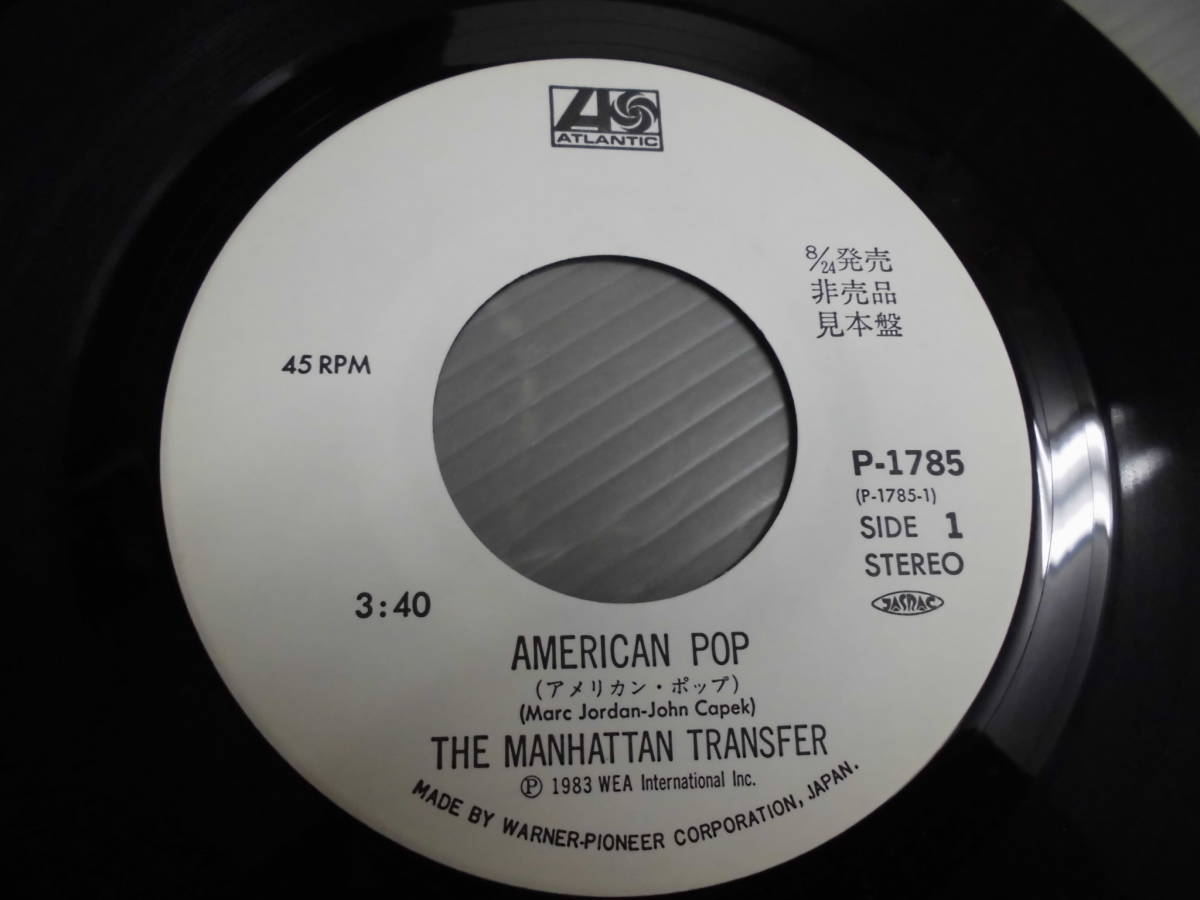 ATLANTIC
8/24発売
非売品
見本盤
45 RPM
P-1785
(P-1785-1)
SIDE 1
STEREO
JASRAC
3:40
AMERICAN POP
(アメリカン・ポップ)
(Marc Jordan-John Capek)
THE MANHATTAN TRANSFER
Ⓟ 1983 WEA International Inc.
MADE BY WARNER-PIONEER CORPORATION, JAPAN.